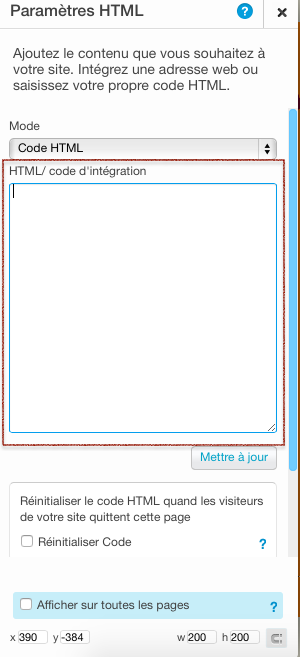 Paramètres HTML ? ×
Ajoutez le contenu que vous souhaitez à
votre site. Intégrez une adresse web ou
saisissez votre propre code HTML.
Mode
Code HTML
HTML/ code d'intégration
Mettre à jour
Réinitialiser le code HTML quand les visiteurs
de votre site quittent cette page
Réinitialiser Code ?
Afficher sur toutes les pages ?
x 390 y -384 w 200 h 200